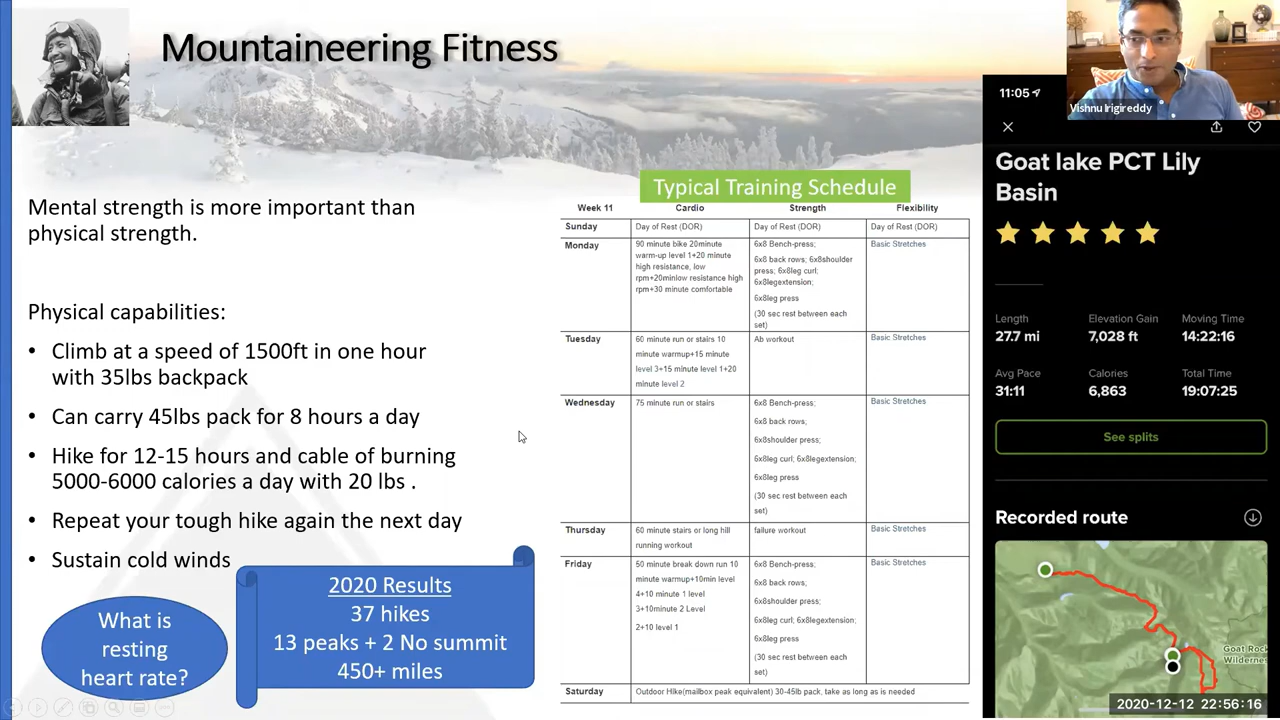 Mountaineering Fitness
Mental strength is more important than
physical strength.
Physical capabilities:
• Climb at a speed of 1500ft in one hour
with 35lbs backpack
• Can carry 45lbs pack for 8 hours a day
• Hike for 12-15 hours and cable of burning
5000-6000 calories a day with 20 lbs .
• Repeat your tough hike again the next day
• Sustain cold winds
What is
resting
heart rate?
2020 Results
37 hikes
13 peaks + 2 No summit
450+ miles
Typical Training Schedule
Week 11 Cardio Strength Flexibility
Sunday Day of Rest (DOR) Day of Rest (DOR) Day of Rest (DOR)
Monday
90 minute bike 20minute
warm-up level 1+20 minute
high resistance, low
rpm+20minlow resistance high
rpm+30 minute comfortable
6x8 Bench-press;
6x8 back rows; 6x8shoulder
press; 6x8leg curl;
6x8legextension;
6x8leg press
(30 sec rest between each
set)
Basic Stretches
Tuesday
60 minute run or stairs 10
minute warmup+15 minute
level 3+15 minute level 1+20
minute level 2
Ab workout
Basic Stretches
Wednesday
75 minute run or stairs
6x8 Bench-press;
6x8 back rows;
6x8shoulder press;
6x8leg curl; 6x8legextension;
6x8leg press
(30 sec rest between each
set)
Basic Stretches
Thursday
60 minute stairs or long hill
running workout
failure workout
Basic Stretches
Friday
50 minute break down run 10
minute warmup+10min level
4+10 minute 1 level
3+10minute 2 Level
2+10 level 1
6x8 Bench-press;
6x8 back rows;
6x8shoulder press;
6x8leg curl; 6x8legextension;
6x8leg press
(30 sec rest between each
set)
Basic Stretches
Saturday Outdoor Hike(mailbox peak equivalent) 30-45lb pack, take as long as is needed
Vishnu Irigireddy
11:05
Goat lake PCT Lily
Basin
Length Elevation Gain Moving Time
27.7 mi 7,028 ft 14:22:16
Avg Pace Calories Total Time
31:11 6,863 19:07:25
See splits
Recorded route
Goat Roc
Wildernes
2020-12-12 22:56:16